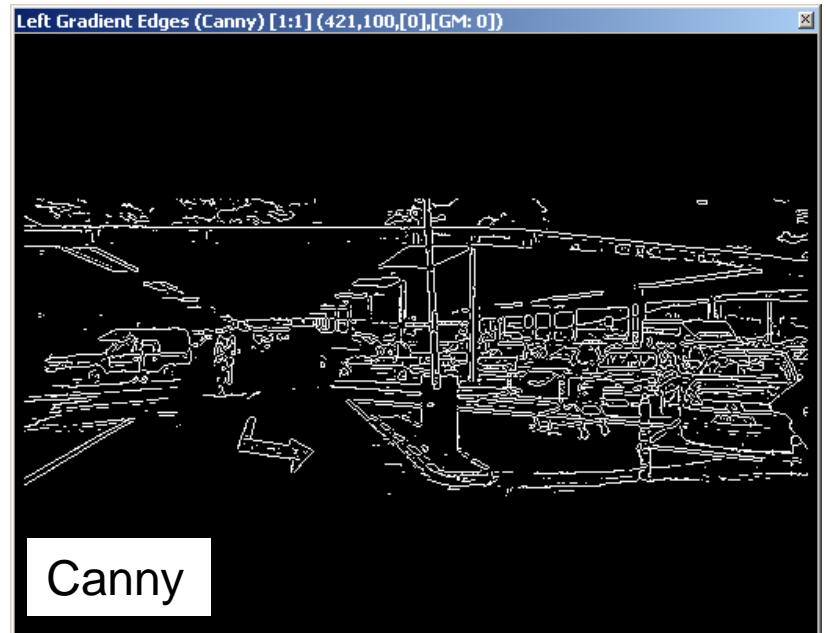 Left Gradient Edges (Canny) [1:1] (421,100,[0],[GM: 0])
Canny